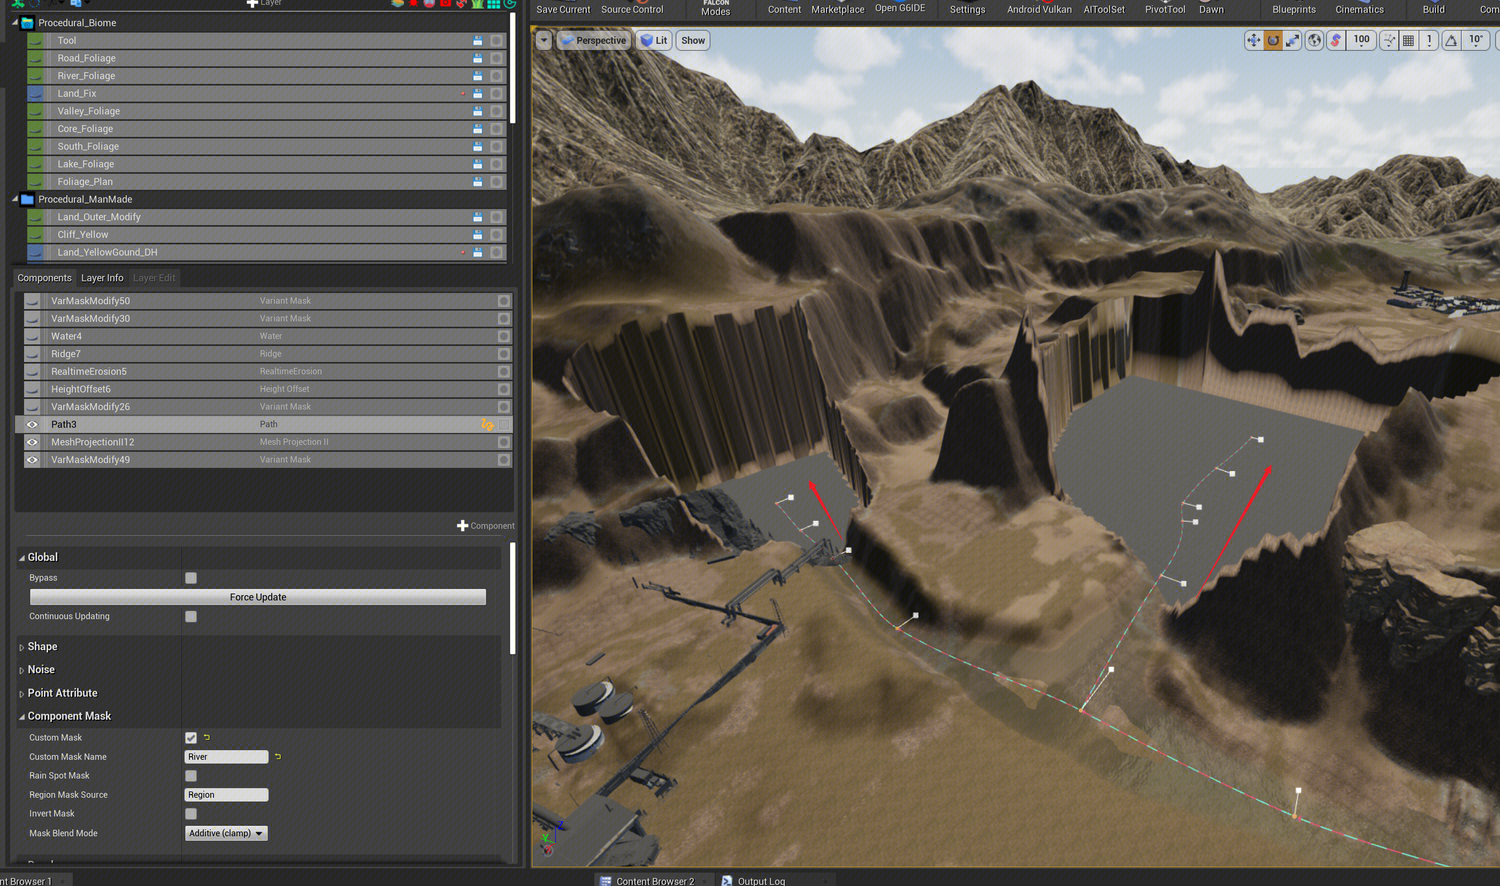 Layer
Procedural_Biome
Tool
Road_Foliage
River_Foliage
Land_Fix
Valley_Foliage
Core_Foliage
South_Foliage
Lake_Foliage
Foliage_Plan
Procedural_ManMade
Land_Outer_Modify
Cliff_Yellow
Land_YellowGound_DH
Components Layer Info Layer Edit
VarMaskModify50 Variant Mask
VarMaskModify30 Variant Mask
Water4 Water
Ridge7 Ridge
RealtimeErosion5 RealtimeErosion
HeightOffset6 Height Offset
VarMaskModify26 Variant Mask
Path3 Path
MeshProjectionII12 Mesh Projection II
VarMaskModify49 Variant Mask
Component
Global
Bypass
Force Update
Continuous Updating
Shape
Noise
Point Attribute
Component Mask
Custom Mask
Custom Mask Name River
Rain Spot Mask
Region Mask Source Region
Invert Mask
Mask Blend Mode Additive (clamp)
nt Browser 1
FALCON
Save Current Source Control Modes Content Marketplace Open G6IDE Settings Android Vulkan AIToolSet PivotTool Dawn Blueprints Cinematics Build Com
Perspective Lit Show 100 1 10°
Z
Content Browser 2 Output Log